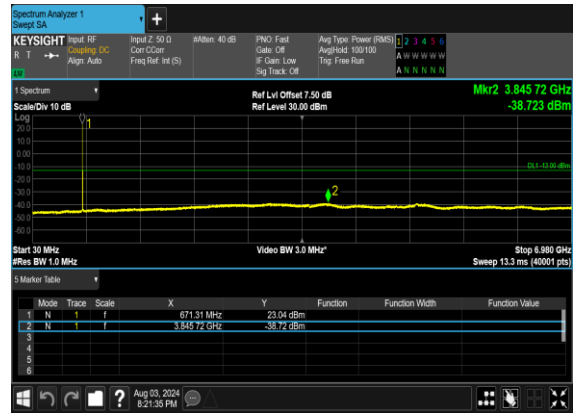 Spectrum Analyzer 1
Swept SA
+
KEYSIGHT Input: RF Input Z: 50 Ω #Atten: 40 dB PNO: Fast Avg Type: Power (RMS) 1 2 3 4 5 6
R T Coupling: DC Corr CCorr Gate: Off Avg|Hold: 100/100 A W W W W W
Align: Auto Freq Ref: Int (S) IF Gain: Low Trig: Free Run
Sig Track: Off A N N N N N
1 Spectrum Ref Lvl Offset 7.50 dB Mkr2 3.845 72 GHz
Scale/Div 10 dB Ref Level 30.00 dBm -38.723 dBm
Log
1
20.0
10.0
0.00
-10.0
DL1 -13.00 dBm
-20.0
-30.0
2
-40.0
-50.0
-60.0
Start 30 MHz Video BW 3.0 MHz* Stop 6.980 GHz
#Res BW 1.0 MHz Sweep 13.3 ms (40001 pts)
5 Marker Table
Mode Trace Scale X Y Function Function Width Function Value
1 N 1 f 671.31 MHz 23.04 dBm
2 N 1 f 3.845 72 GHz -38.72 dBm
3
4
5
6
? Aug 03, 2024
8:21:35 PM